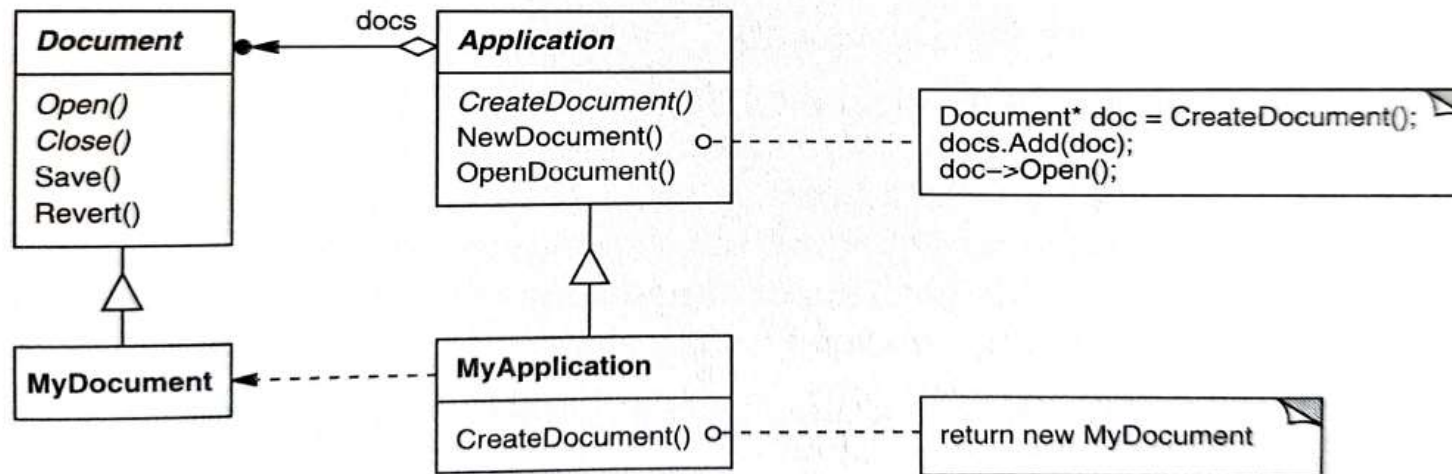 docs
Document
Open()
Close()
Save()
Revert()
Application
CreateDocument()
NewDocument()
OpenDocument()
Document* doc = CreateDocument();
docs.Add(doc);
doc->Open();
MyDocument
MyApplication
CreateDocument()
return new MyDocument